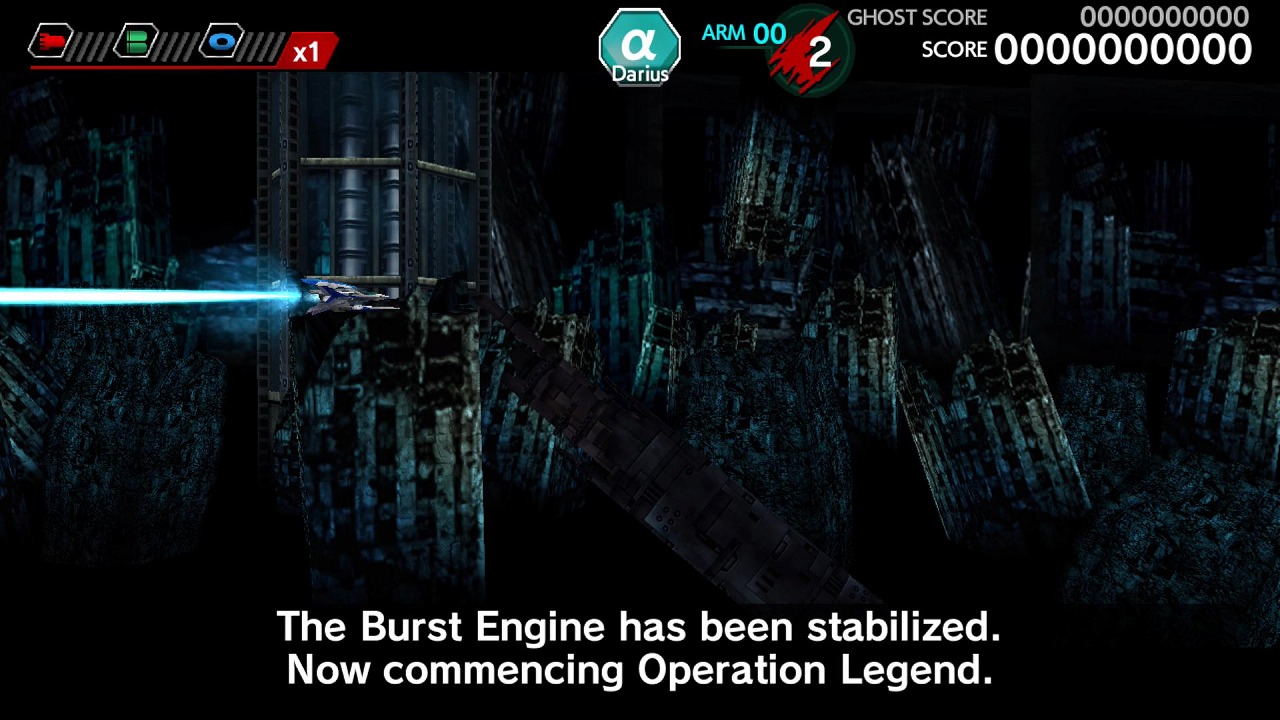 x1
α
Darius
ARM 00
2
GHOST SCORE 0000000000
SCORE 00000000000
The Burst Engine has been stabilized.
Now commencing Operation Legend.